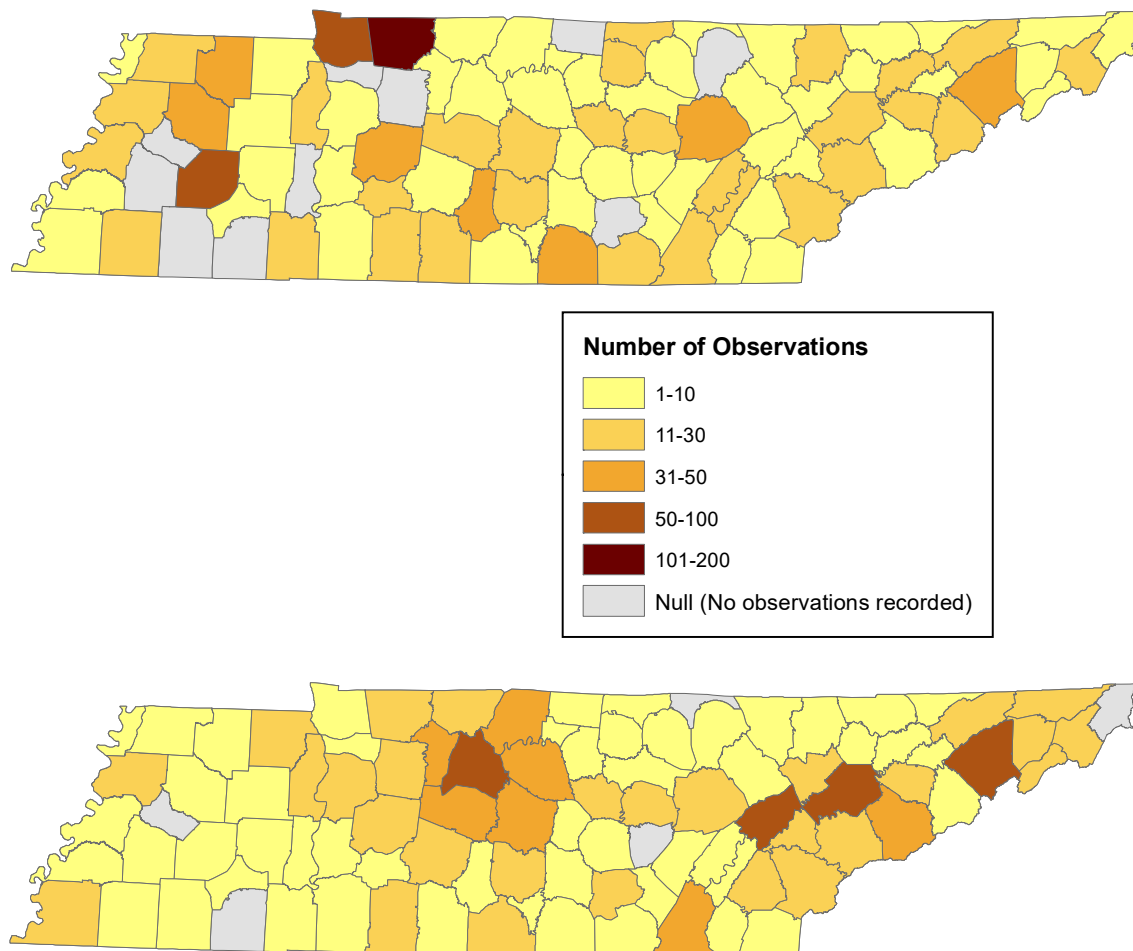 Number of Observations
1-10
11-30
31-50
50-100
101-200
Null (No observations recorded)